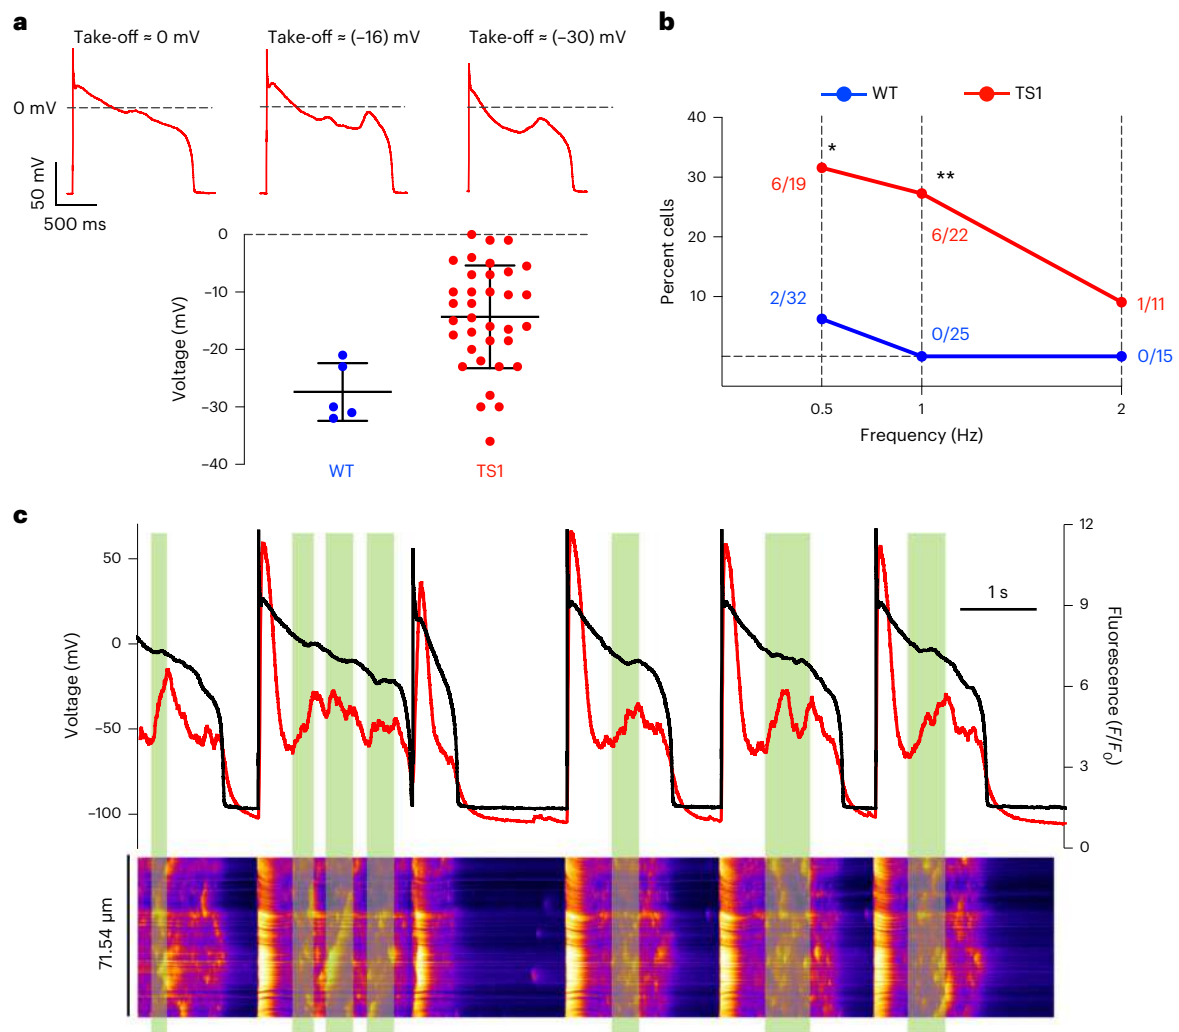 a
Take-off ≈ 0 mV
Take-off ≈ (–16) mV
Take-off ≈ (–30) mV
0 mV
50 mV
500 ms
0
–10
–20
–30
–40
Voltage (mV)
WT
TS1
b
WT
TS1
40
30
20
10
Percent cells
*
**
6/19
6/22
1/11
2/32
0/25
0/15
0.5
1
2
Frequency (Hz)
c
50
0
–50
–100
Voltage (mV)
1 s
12
9
6
3
0
Fluorescence (F/F0)
71.54 µm